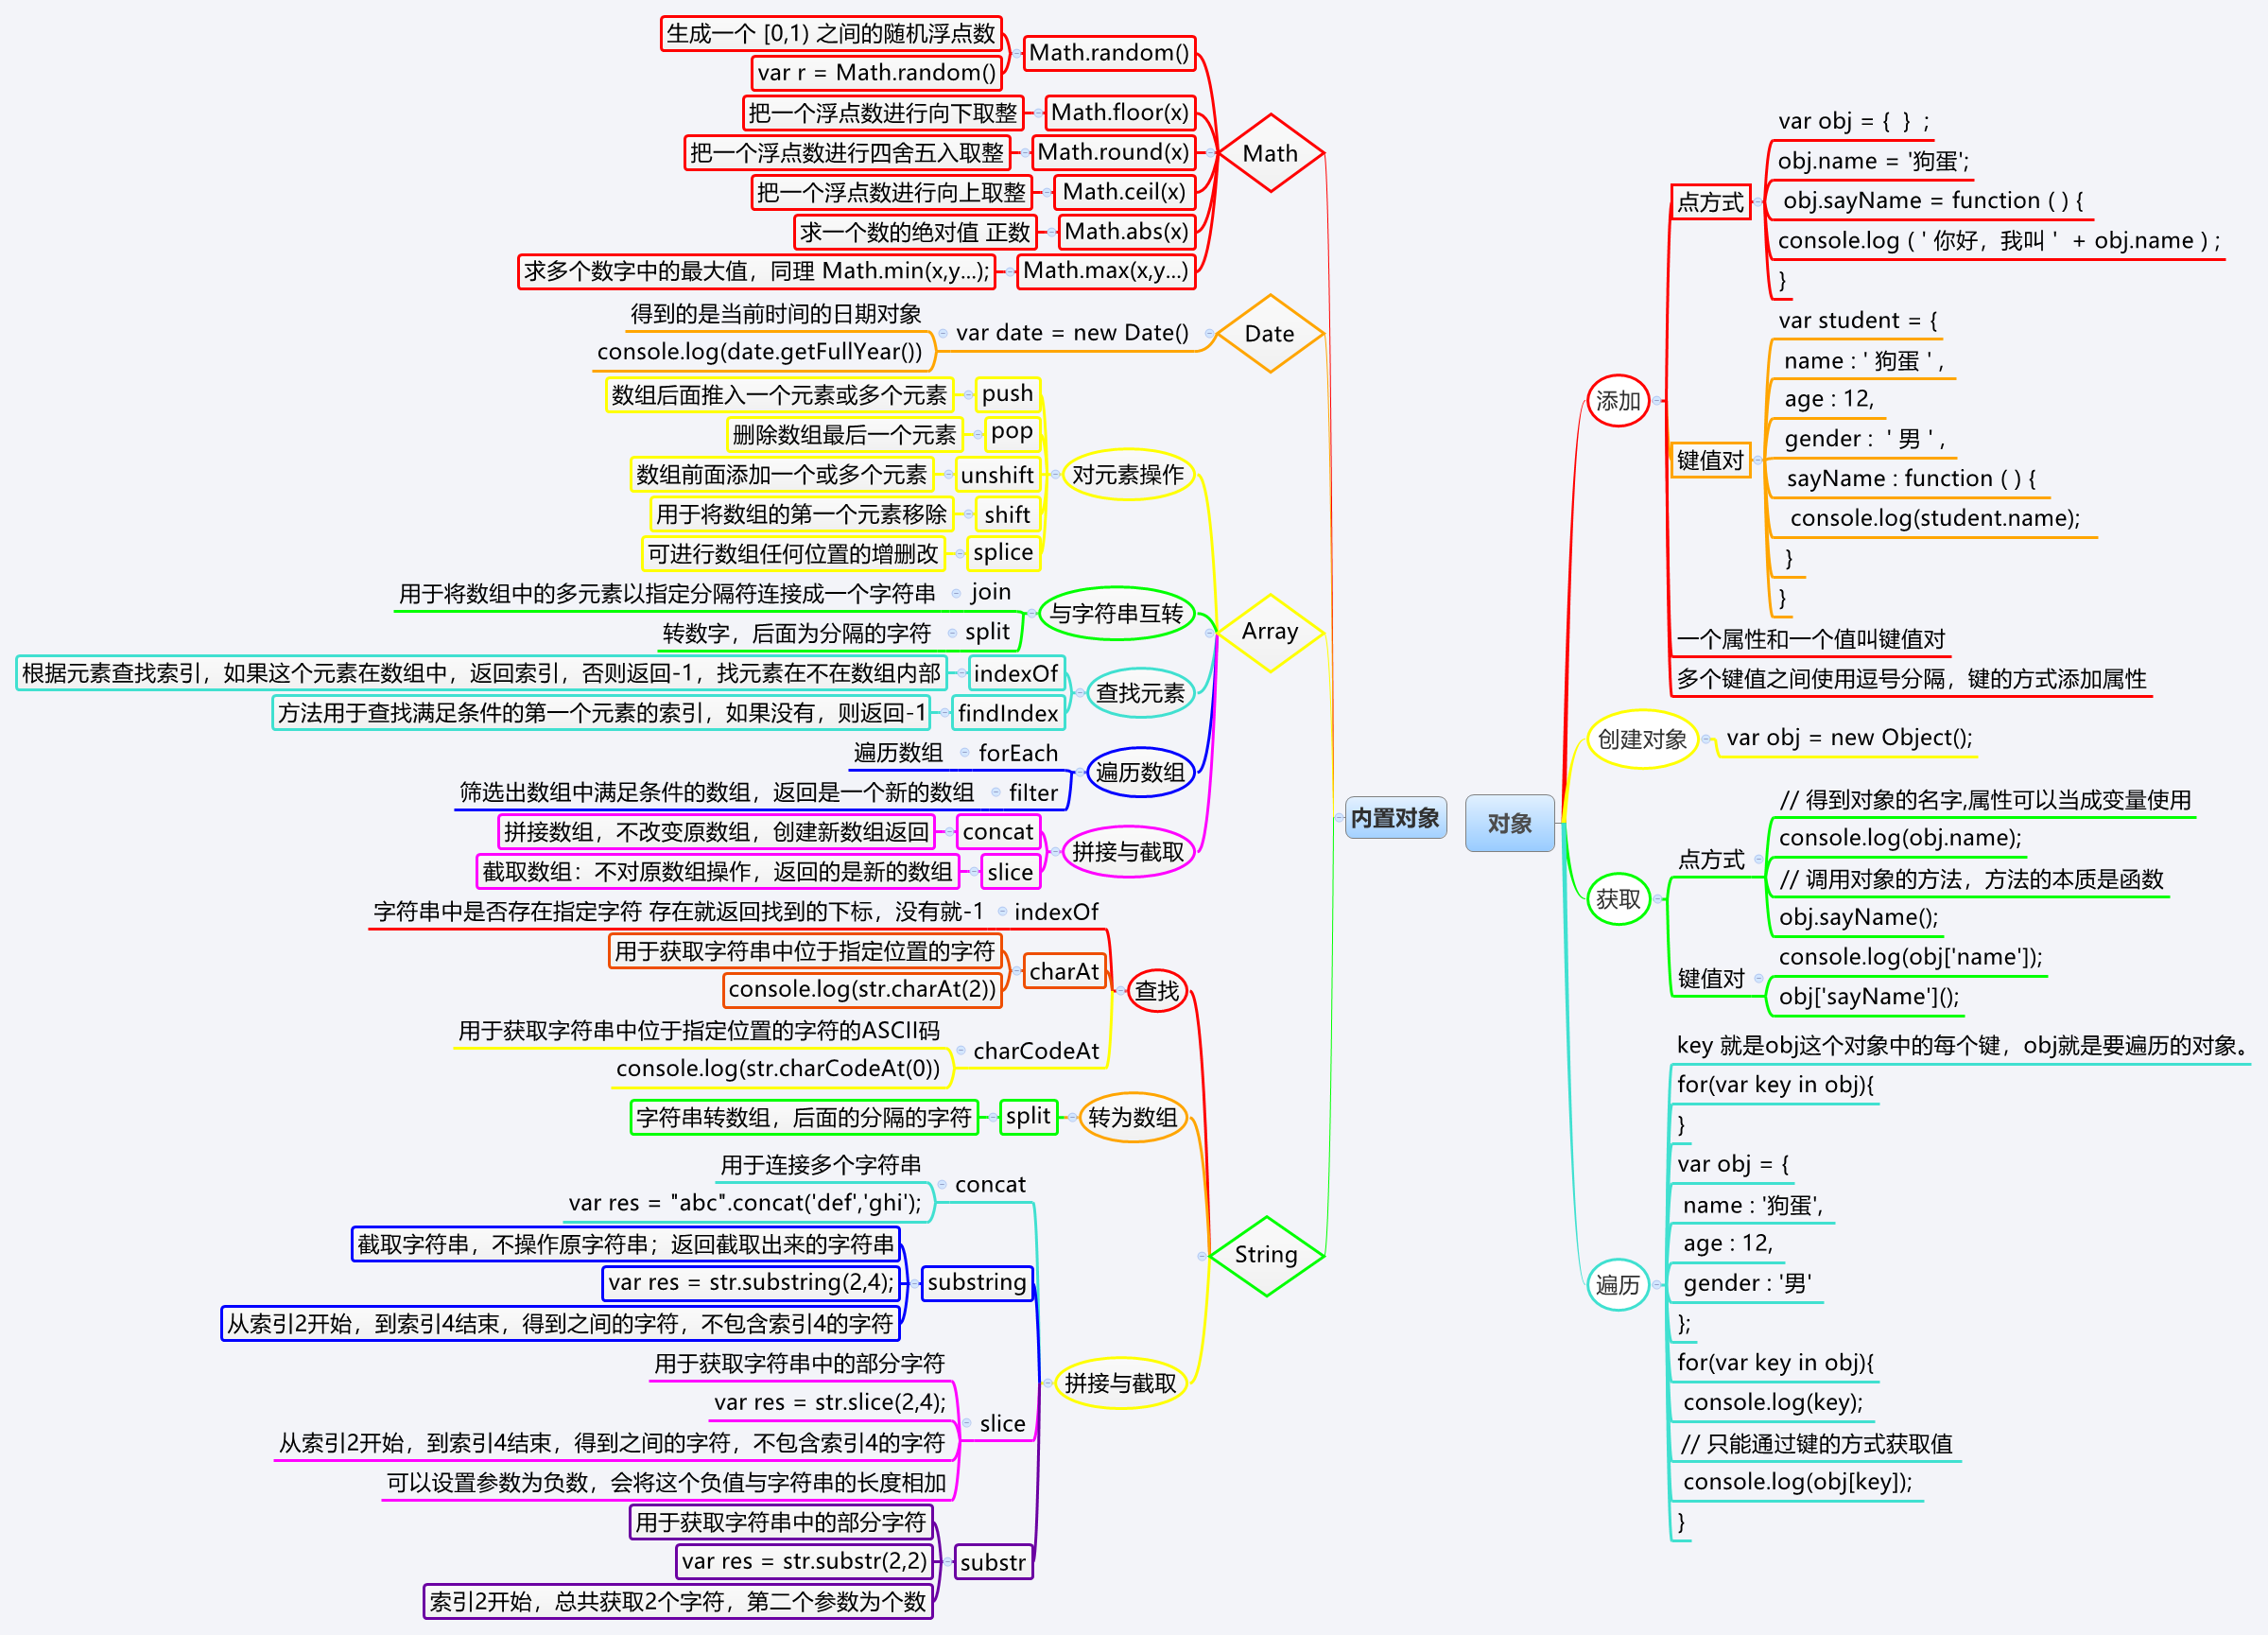 内置对象
Math
Math.random()
生成一个 [0,1) 之间的随机浮点数
var r = Math.random()
Math.floor(x)
把一个浮点数进行向下取整
Math.round(x)
把一个浮点数进行四舍五入取整
Math.ceil(x)
把一个浮点数进行向上取整
Math.abs(x)
求一个数的绝对值 正数
Math.max(x,y...)
求多个数字中的最大值，同理 Math.min(x,y...);
Date
var date = new Date()
得到的是当前时间的日期对象
console.log(date.getFullYear())
Array
对元素操作
push
数组后面推入一个元素或多个元素
pop
删除数组最后一个元素
unshift
数组前面添加一个或多个元素
shift
用于将数组的第一个元素移除
splice
可进行数组任何位置的增删改
与字符串互转
join
用于将数组中的多元素以指定分隔符连接成一个字符串
split
转数字，后面为分隔的字符
查找元素
indexOf
根据元素查找索引，如果这个元素在数组中，返回索引，否则返回-1，找元素在不在数组内部
findIndex
方法用于查找满足条件的第一个元素的索引，如果没有，则返回-1
遍历数组
forEach
遍历数组
filter
筛选出数组中满足条件的数组，返回是一个新的数组
拼接与截取
concat
拼接数组，不改变原数组，创建新数组返回
slice
截取数组：不对原数组操作，返回的是新的数组
String
查找
indexOf
字符串中是否存在指定字符 存在就返回找到的下标，没有就-1
charAt
用于获取字符串中位于指定位置的字符
console.log(str.charAt(2))
charCodeAt
用于获取字符串中位于指定位置的字符的ASCII码
console.log(str.charCodeAt(0))
转为数组
split
字符串转数组，后面的分隔的字符
拼接与截取
concat
用于连接多个字符串
var res = "abc".concat('def','ghi');
substring
截取字符串，不操作原字符串；返回截取出来的字符串
var res = str.substring(2,4);
从索引2开始，到索引4结束，得到之间的字符，不包含索引4的字符
slice
用于获取字符串中的部分字符
var res = str.slice(2,4);
从索引2开始，到索引4结束，得到之间的字符，不包含索引4的字符
可以设置参数为负数，会将这个负值与字符串的长度相加
substr
用于获取字符串中的部分字符
var res = str.substr(2,2)
索引2开始，总共获取2个字符，第二个参数为个数
对象
添加
点方式
var obj = {  } ;
obj.name = '狗蛋';
obj.sayName = function ( ) {
console.log ( ' 你好，我叫 ' + obj.name ) ;
}
键值对
var student = {
name : ' 狗蛋 ' ,
age : 12,
gender : ' 男 ' ,
sayName : function ( ) {
console.log(student.name);
}
}
一个属性和一个值叫键值对
多个键值之间使用逗号分隔，键的方式添加属性
创建对象
var obj = new Object();
获取
点方式
// 得到对象的名字,属性可以当成变量使用
console.log(obj.name);
// 调用对象的方法，方法的本质是函数
obj.sayName();
键值对
console.log(obj['name']);
obj['sayName']();
遍历
key 就是obj这个对象中的每个键，obj就是要遍历的对象。
for(var key in obj){
}
var obj = {
name : '狗蛋',
age : 12,
gender : '男'
};
for(var key in obj){
console.log(key);
// 只能通过键的方式获取值
console.log(obj[key]);
}